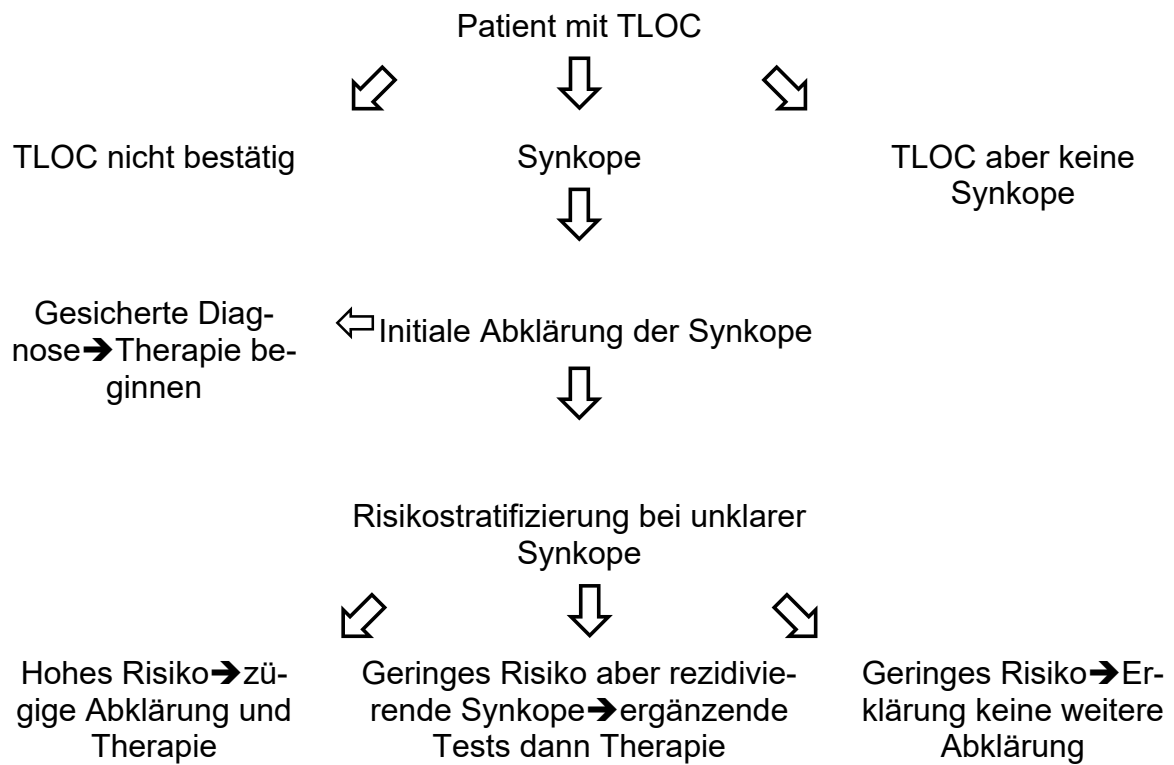 Patient mit TLOC
TLOC nicht bestätig
Synkope
TLOC aber keine
Synkope
Gesicherte Diag-
nose➔Therapie be-
ginnen
Initiale Abklärung der Synkope
Risikostratifizierung bei unklarer
Synkope
Hohes Risiko➔zü-
gige Abklärung und
Therapie
Geringes Risiko aber rezidivie-
rende Synkope➔ergänzende
Tests dann Therapie
Geringes Risiko➔Er-
klärung keine weitere
Abklärung